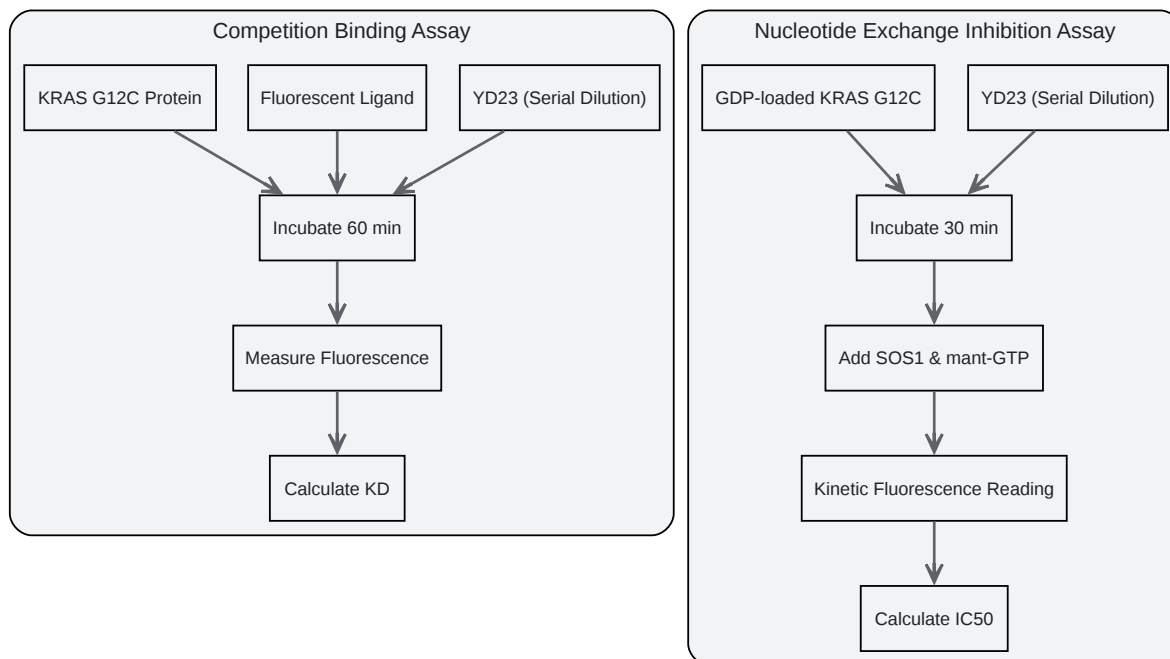 Competition Binding Assay
KRAS G12C Protein
Fluorescent Ligand
YD23 (Serial Dilution)
Incubate 60 min
Measure Fluorescence
Calculate KD
Nucleotide Exchange Inhibition Assay
GDP-loaded KRAS G12C
YD23 (Serial Dilution)
Incubate 30 min
Add SOS1 & mant-GTP
Kinetic Fluorescence Reading
Calculate IC50